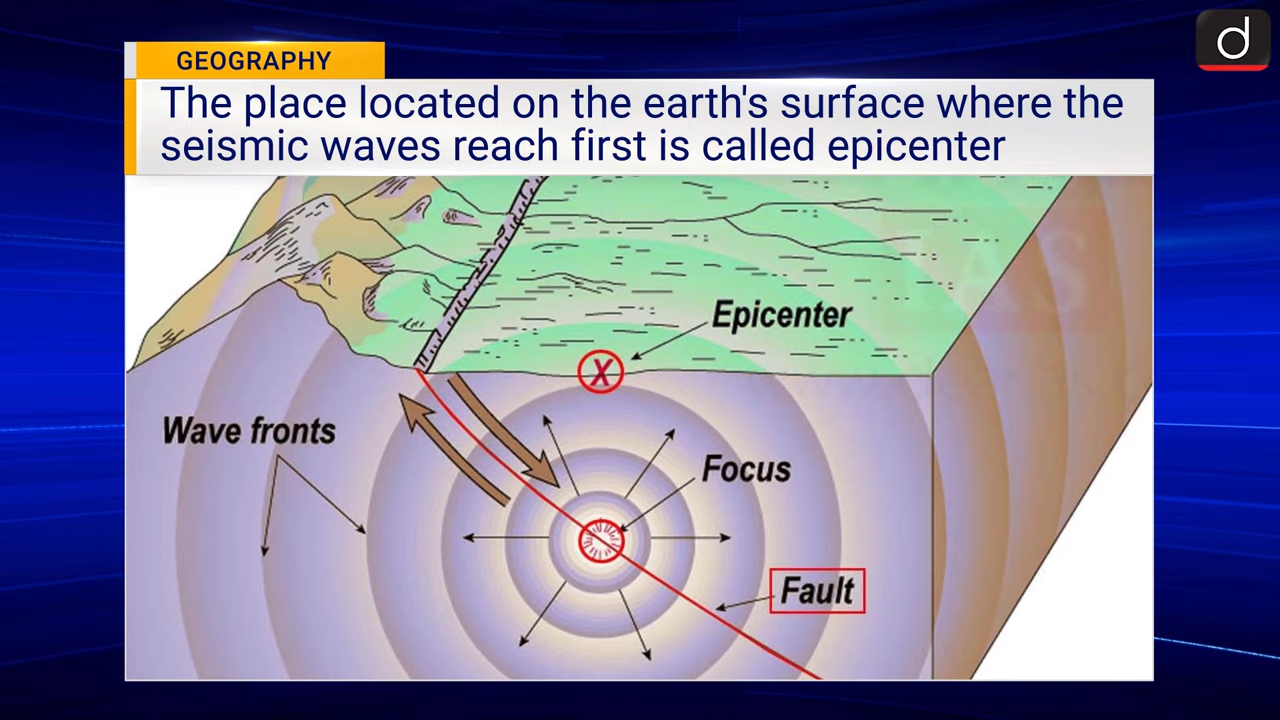 d
GEOGRAPHY
The place located on the earth's surface where the
seismic waves reach first is called epicenter
IAS
Epicenter
X
Wave fronts
Focus
Fault